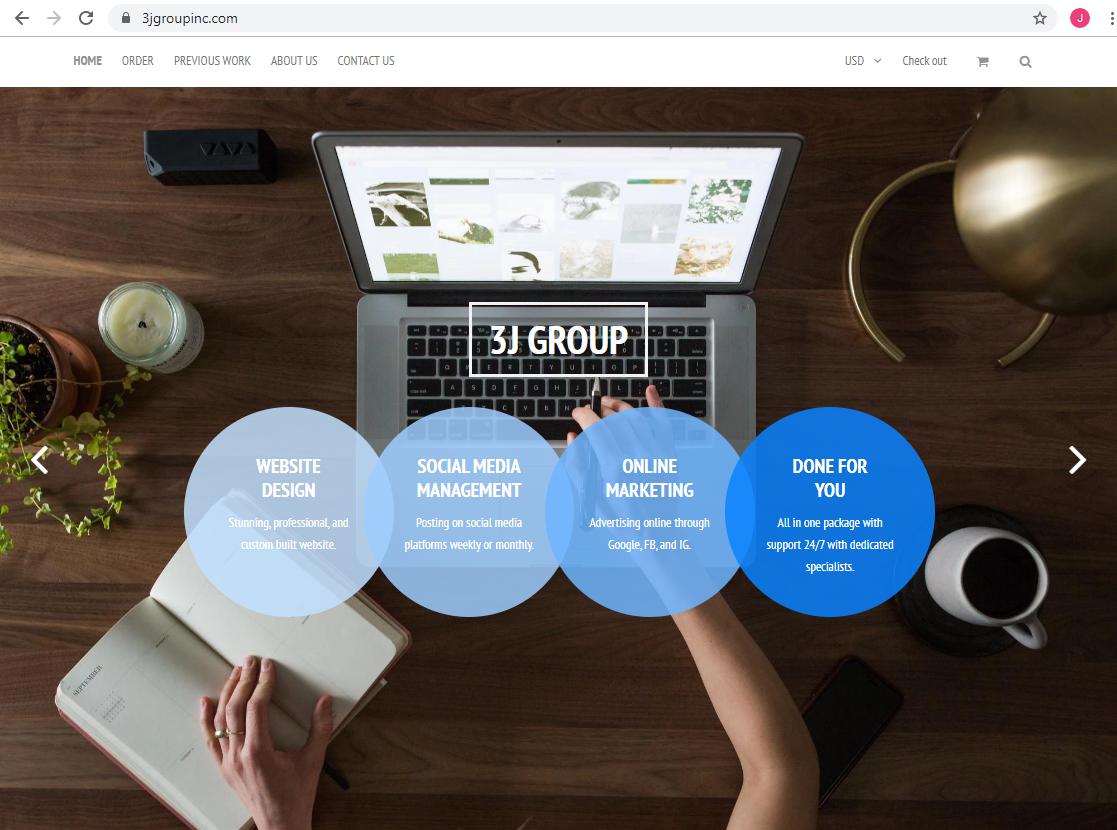 3jgroupinc.com
J
HOME ORDER PREVIOUS WORK ABOUT US CONTACT US USD Check out
3J GROUP
WEBSITE
DESIGN
Stunning, professional, and
custom built website.
SOCIAL MEDIA
MANAGEMENT
Posting on social media
platforms weekly or monthly.
ONLINE
MARKETING
Advertising online through
Google, FB, and IG.
DONE FOR
YOU
All in one package with
support 24/7 with dedicated
specialists.
SEPTEMBER